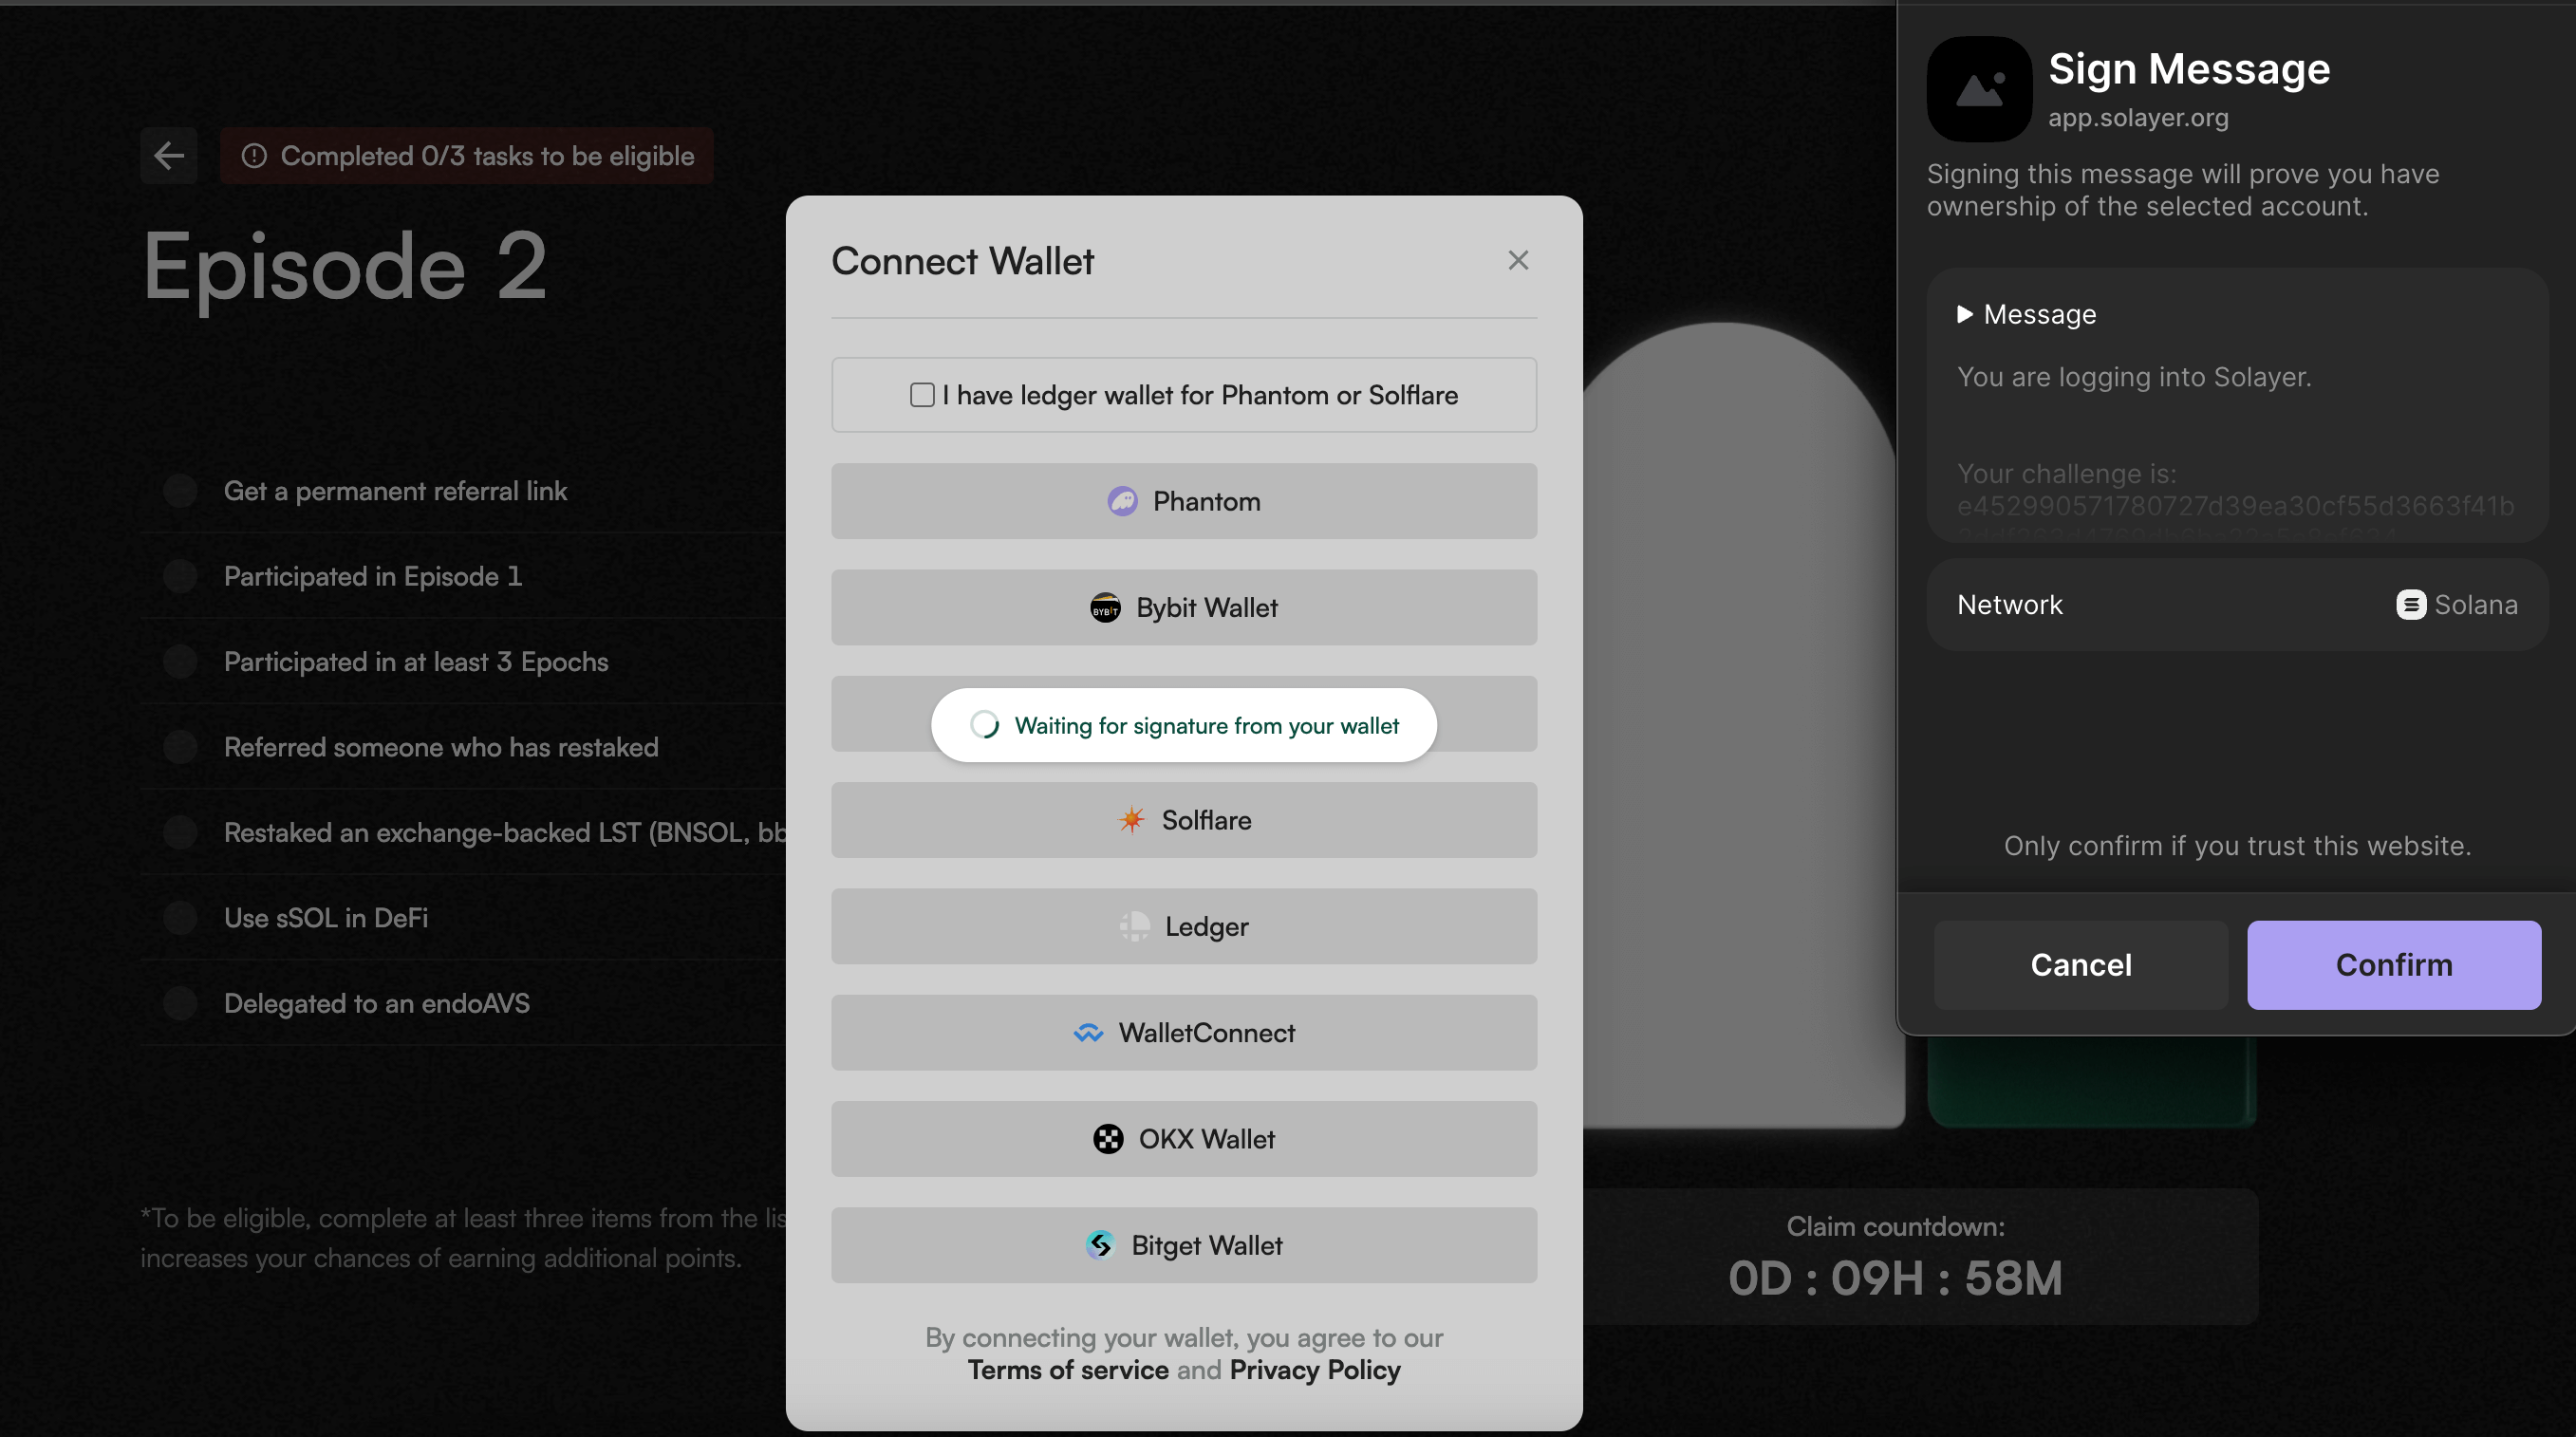 Completed 0/3 tasks to be eligible
Episode 2
Get a permanent referral link
Participated in Episode 1
Participated in at least 3 Epochs
Referred someone who has restaked
Restaked an exchange-backed LST (BNSOL, bb
Use sSOL in DeFi
Delegated to an endoAVS
*To be eligible, complete at least three items from the lis
increases your chances of earning additional points.
Connect Wallet
I have ledger wallet for Phantom or Solflare
Phantom
BYBIT
Bybit Wallet
Waiting for signature from your wallet
Solflare
Ledger
WalletConnect
OKX Wallet
Bitget Wallet
By connecting your wallet, you agree to our
Terms of service and Privacy Policy
Claim countdown:
0D : 09H : 58M
Sign Message
app.solayer.org
Signing this message will prove you have
ownership of the selected account.
Message
You are logging into Solayer.
Your challenge is:
e452990571780727d39ea30cf55d3663f41b
Network
Solana
Only confirm if you trust this website.
Cancel
Confirm